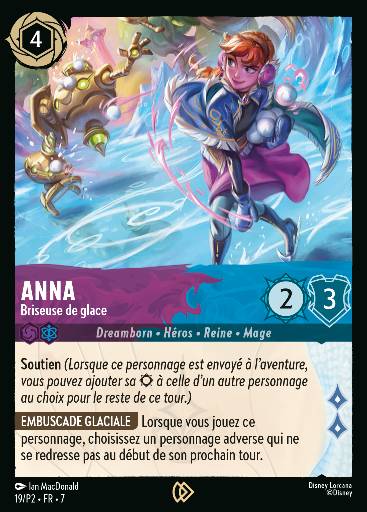 4
ANNA
Briseuse de glace
2
3
Dreamborn • Héros • Reine • Mage
Soutien (Lorsque ce personnage est envoyé à l'aventure,
vous pouvez ajouter sa à celle d'un autre personnage
au choix pour le reste de ce tour.)
EMBUSCADE GLACIALE Lorsque vous jouez ce
personnage, choisissez un personnage adverse qui ne
se redresse pas au début de son prochain tour.
Ian MacDonald
19/P2 • FR • 7
Disney Lorcana
©Disney